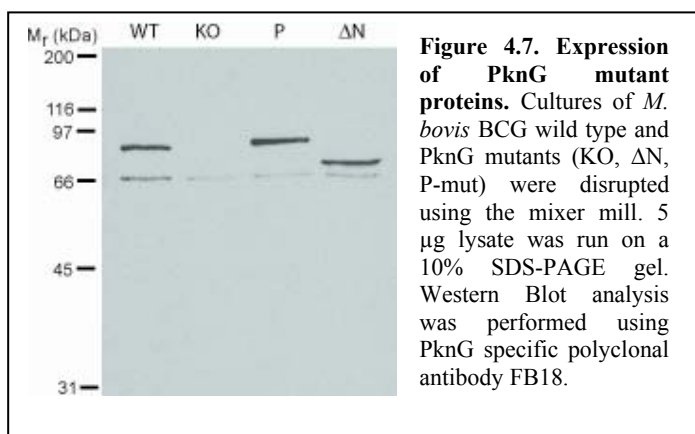 Mr (kDa) WT KO P ΔN
200
116
97
66
45
31
Figure 4.7. Expression
of PknG mutant
proteins. Cultures of M.
bovis BCG wild type and
PknG mutants (KO, ΔN,
P-mut) were disrupted
using the mixer mill. 5
µg lysate was run on a
10% SDS-PAGE gel.
Western Blot analysis
was performed using
PknG specific polyclonal
antibody FB18.